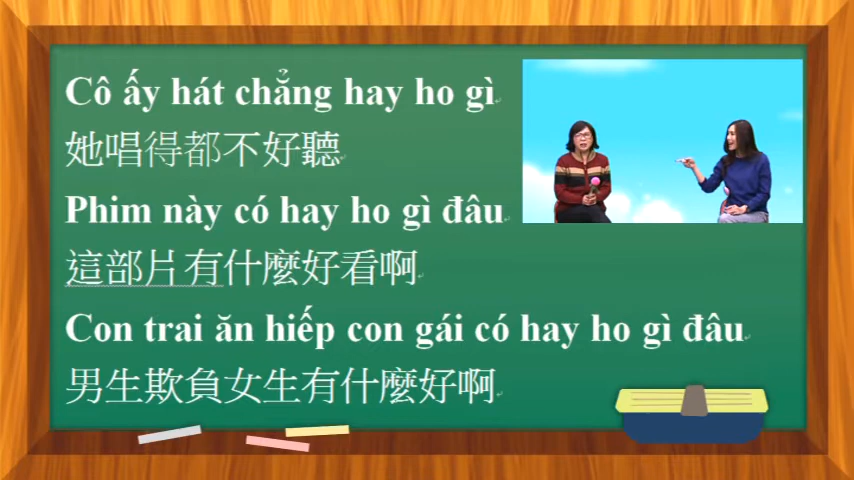 Cô ấy hát chẳng hay ho gì
她唱得都不好聽
Phim này có hay ho gì đâu
這部片有什麼好看啊
Con trai ăn hiếp con gái có hay ho gì đâu
男生欺負女生有什麼好啊